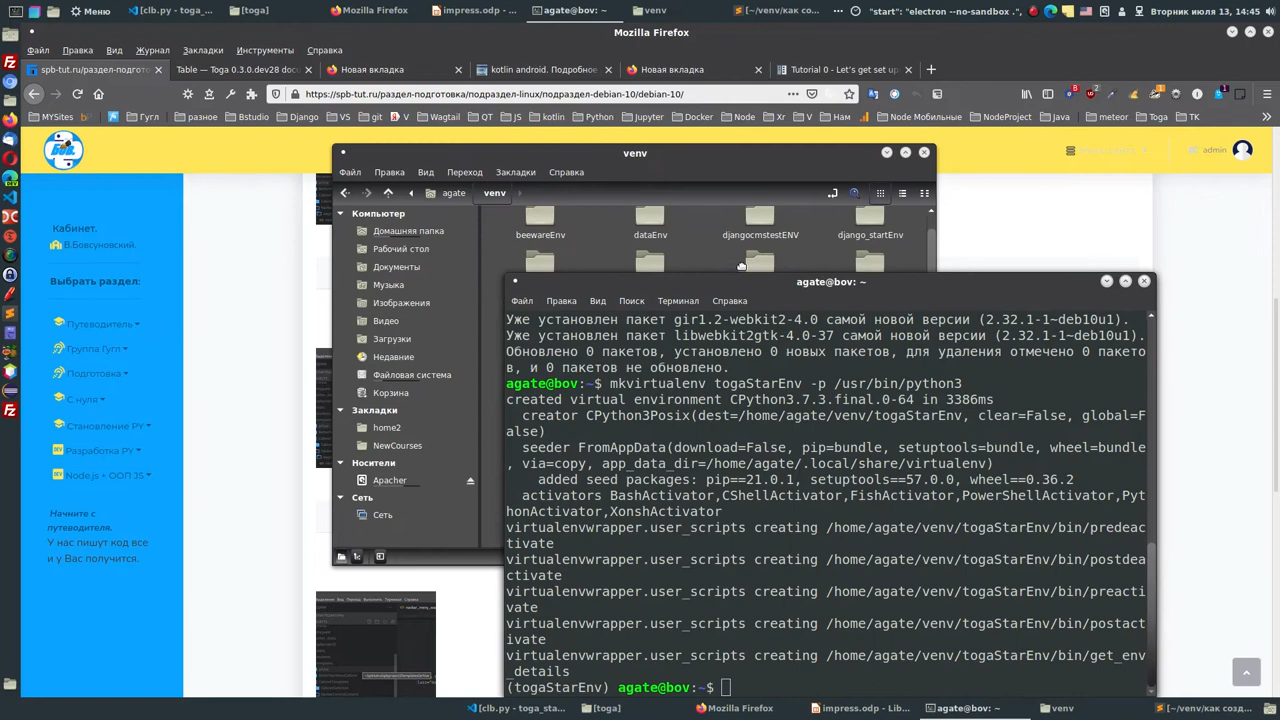 Меню
[clb.py] - toga_...
[toga]
Mozilla Firefox
impress.odp - ...
agate@bov: ~
venv
[~/venv/как со...
"start": "electron --no-sandbox .",
Вторник июля 13, 14:45
Mozilla Firefox
Файл Правка Вид Журнал Закладки Инструменты Справка
spb-tut.ru/раздел-подгото
Table — Toga 0.3.0.dev28 doc
Новая вкладка
kotlin android. Подробное
Новая вкладка
Tutorial 0 - Let's get set up
https://spb-tut.ru/раздел-подготовка/подраздел-linux/подраздел-debian-10/debian-10/
MYSites Вы Гугл разное Bstudio Django VS git V Wagtail QT JS Kotlin Python Jupyter Docker Node Xr V Mobile Modelmnou NodeProject Java meteor Toga T
admin
Кабинет.
В.Бовсуновский.
Выбрать раздел:
Путеводитель
Группа Гугл
Подготовка
С нуля
Становление PY
Разработка PY
Node.js + ООП JS
Начните с
путеводителя.
У нас пишут код все
и у Вас получится.
venv
Файл Правка Вид Переход Закладки Справка
agate venv
Компьютер
Домашняя папка
Рабочий стол
Документы
Музыка
Изображения
Видео
Загрузки
Недавние
Файловая система
Корзина
Закладки
home2
NewCourses
Носители
Apacher
Сеть
Сеть
beewareEnv dataEnv djangocmstestENV django_startEnv
agate@bov: ~
Файл Правка Вид Поиск Терминал Справка
Уже установлен пакет gir1.2-webkit2-4.0 самой новой версии (2.32.1-1~deb10u1).
Уже установлен пакет libwebkit2gtk-4.0-37 самой новой версии (2.32.1-1~deb10u1).
Обновлено 0 пакетов, установлено 0 новых пакетов, для удаления отмечено 0 пакето
в, и 0 пакетов не обновлено.
agate@bov:~$ mkvirtualenv togaStarEnv -p /usr/bin/python3
created virtual environment CPython3.7.3.final.0-64 in 3386ms
creator CPython3Posix(dest=/home/agate/venv/togaStarEnv, clear=False, global=F
alse)
seeder FromAppData(download=False, pip=bundle, setuptools=bundle, wheel=bundle
, via=copy, app_data_dir=/home/agate/.local/share/virtualenv)
added seed packages: pip==21.1.2, setuptools==57.0.0, wheel==0.36.2
activators BashActivator,CShellActivator,FishActivator,PowerShellActivator,Pyt
honActivator,XonshActivator
virtualenvwrapper.user_scripts creating /home/agate/venv/togaStarEnv/bin/predeac
tivate
virtualenvwrapper.user_scripts creating /home/agate/venv/togaStarEnv/bin/postdea
ctivate
virtualenvwrapper.user_scripts creating /home/agate/venv/togaStarEnv/bin/preacti
vate
virtualenvwrapper.user_scripts creating /home/agate/venv/togaStarEnv/bin/postact
ivate
virtualenvwrapper.user_scripts creating /home/agate/venv/togaStarEnv/bin/get_env
_details
(togaStarEnv) agate@bov:~$
[clb.py] - toga_sta...
[toga]
Mozilla Firefox
impress.odp - Lib...
agate@bov: ~
venv
[~/venv/как созд...